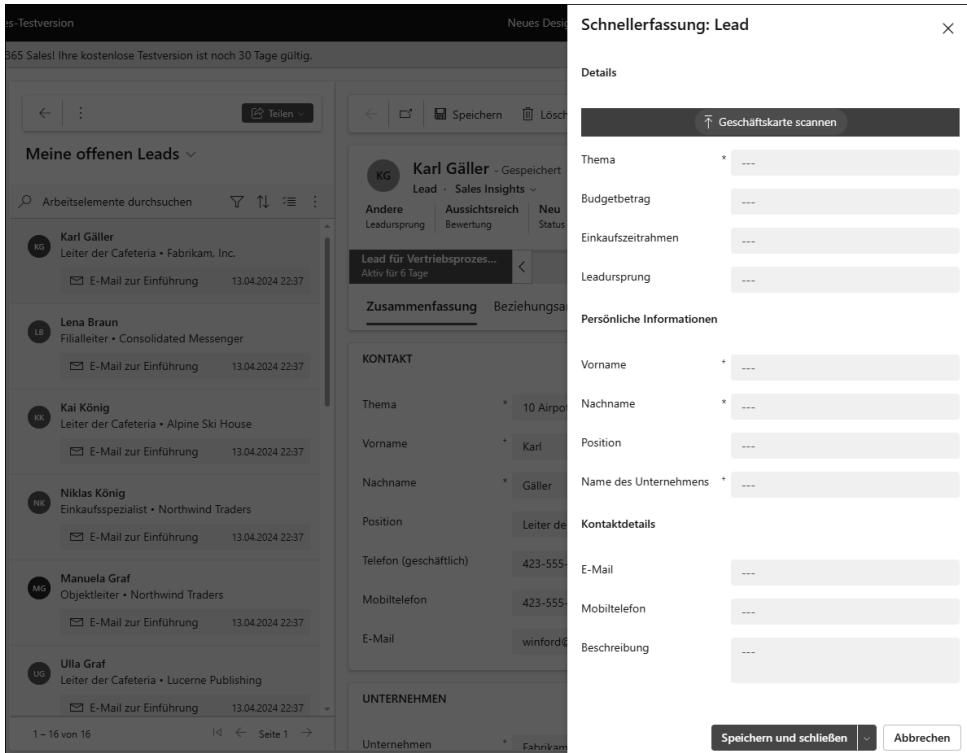 es-Testversion
Neues Desig
365 Sales! Ihre kostenlose Testversion ist noch 30 Tage gültig.
Teilen
Meine offenen Leads
Arbeitselemente durchsuchen
KG
Karl Gäller
Leiter der Cafeteria • Fabrikam, Inc.
E-Mail zur Einführung 13.04.2024 22:37
LB
Lena Braun
Filialleiter • Consolidated Messenger
E-Mail zur Einführung 13.04.2024 22:37
KK
Kai König
Leiter der Cafeteria • Alpine Ski House
E-Mail zur Einführung 13.04.2024 22:37
NK
Niklas König
Einkaufsspezialist • Northwind Traders
E-Mail zur Einführung 13.04.2024 22:37
MG
Manuela Graf
Objektleiter • Northwind Traders
E-Mail zur Einführung 13.04.2024 22:37
UG
Ulla Graf
Leiter der Cafeteria • Lucerne Publishing
E-Mail zur Einführung 13.04.2024 22:37
1 – 16 von 16 Seite 1
Speichern Lösch
KG
Karl Gäller - Gespeichert
Lead · Sales Insights
Andere Aussichtsreich Neu
Leadursprung Bewertung Status
Lead für Vertriebsprozes...
Aktiv für 6 Tage
Zusammenfassung Beziehungsa
KONTAKT
Thema * 10 Airpo
Vorname + Karl
Nachname * Gäller
Position Leiter de
Telefon (geschäftlich) 423-555-
Mobiltelefon 423-555-
E-Mail winford@
UNTERNEHMEN
Unternehmen * Fabrikam
Schnellerfassung: Lead
Details
Geschäftskarte scannen
Thema * ---
Budgetbetrag ---
Einkaufszeitrahmen ---
Leadursprung ---
Persönliche Informationen
Vorname + ---
Nachname * ---
Position ---
Name des Unternehmens + ---
Kontaktdetails
E-Mail ---
Mobiltelefon ---
Beschreibung ---
Speichern und schließen Abbrechen